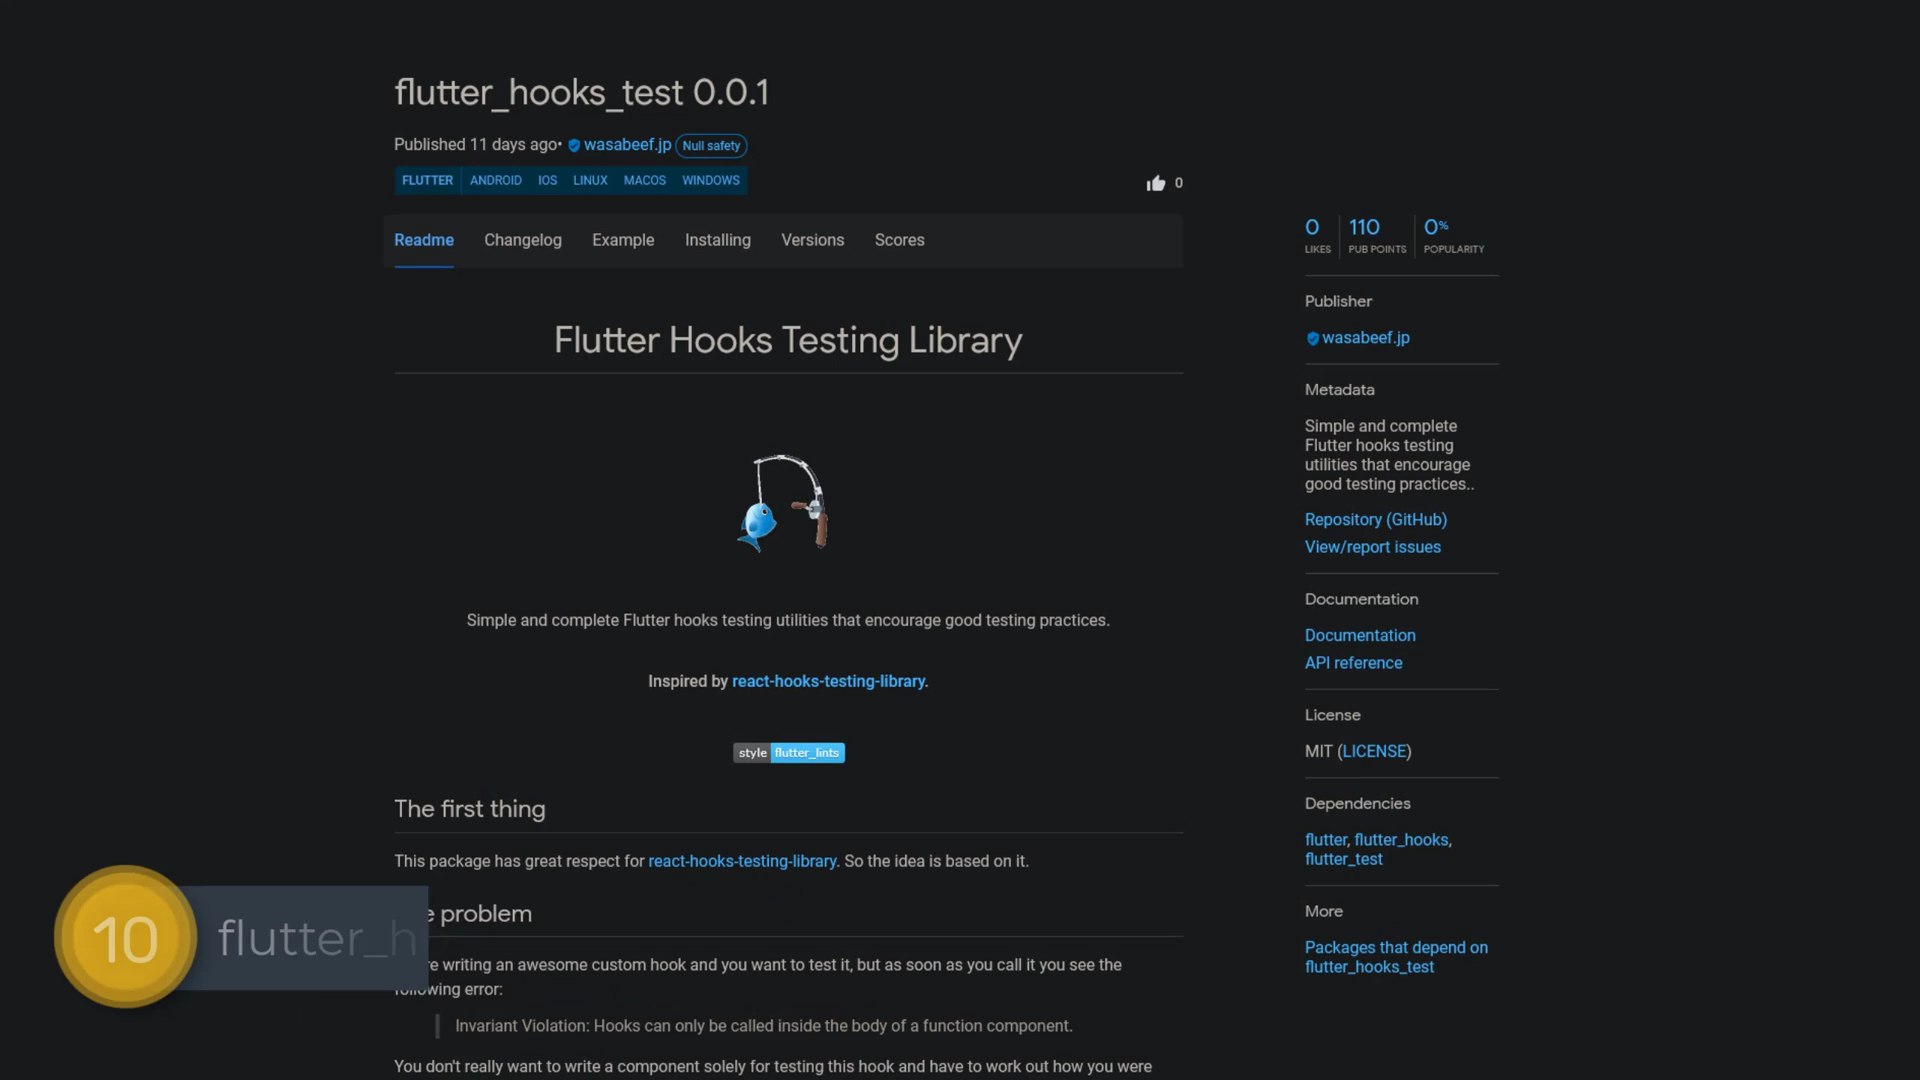 flutter_hooks_test 0.0.1
Published 11 days ago• wasabeef.jp Null safety
FLUTTER ANDROID IOS LINUX MACOS WINDOWS
0
Readme Changelog Example Installing Versions Scores
Flutter Hooks Testing Library
Simple and complete Flutter hooks testing utilities that encourage good testing practices.
Inspired by react-hooks-testing-library.
style flutter_lints
The first thing
This package has great respect for react-hooks-testing-library. So the idea is based on it.
problem
writing an awesome custom hook and you want to test it, but as soon as you call it you see the
following error:
Invariant Violation: Hooks can only be called inside the body of a function component.
You don't really want to write a component solely for testing this hook and have to work out how you were
0 110 0%
LIKES PUB POINTS POPULARITY
Publisher
wasabeef.jp
Metadata
Simple and complete
Flutter hooks testing
utilities that encourage
good testing practices..
Repository (GitHub)
View/report issues
Documentation
Documentation
API reference
License
MIT (LICENSE)
Dependencies
flutter, flutter_hooks,
flutter_test
More
Packages that depend on
flutter_hooks_test
10 flutter_h